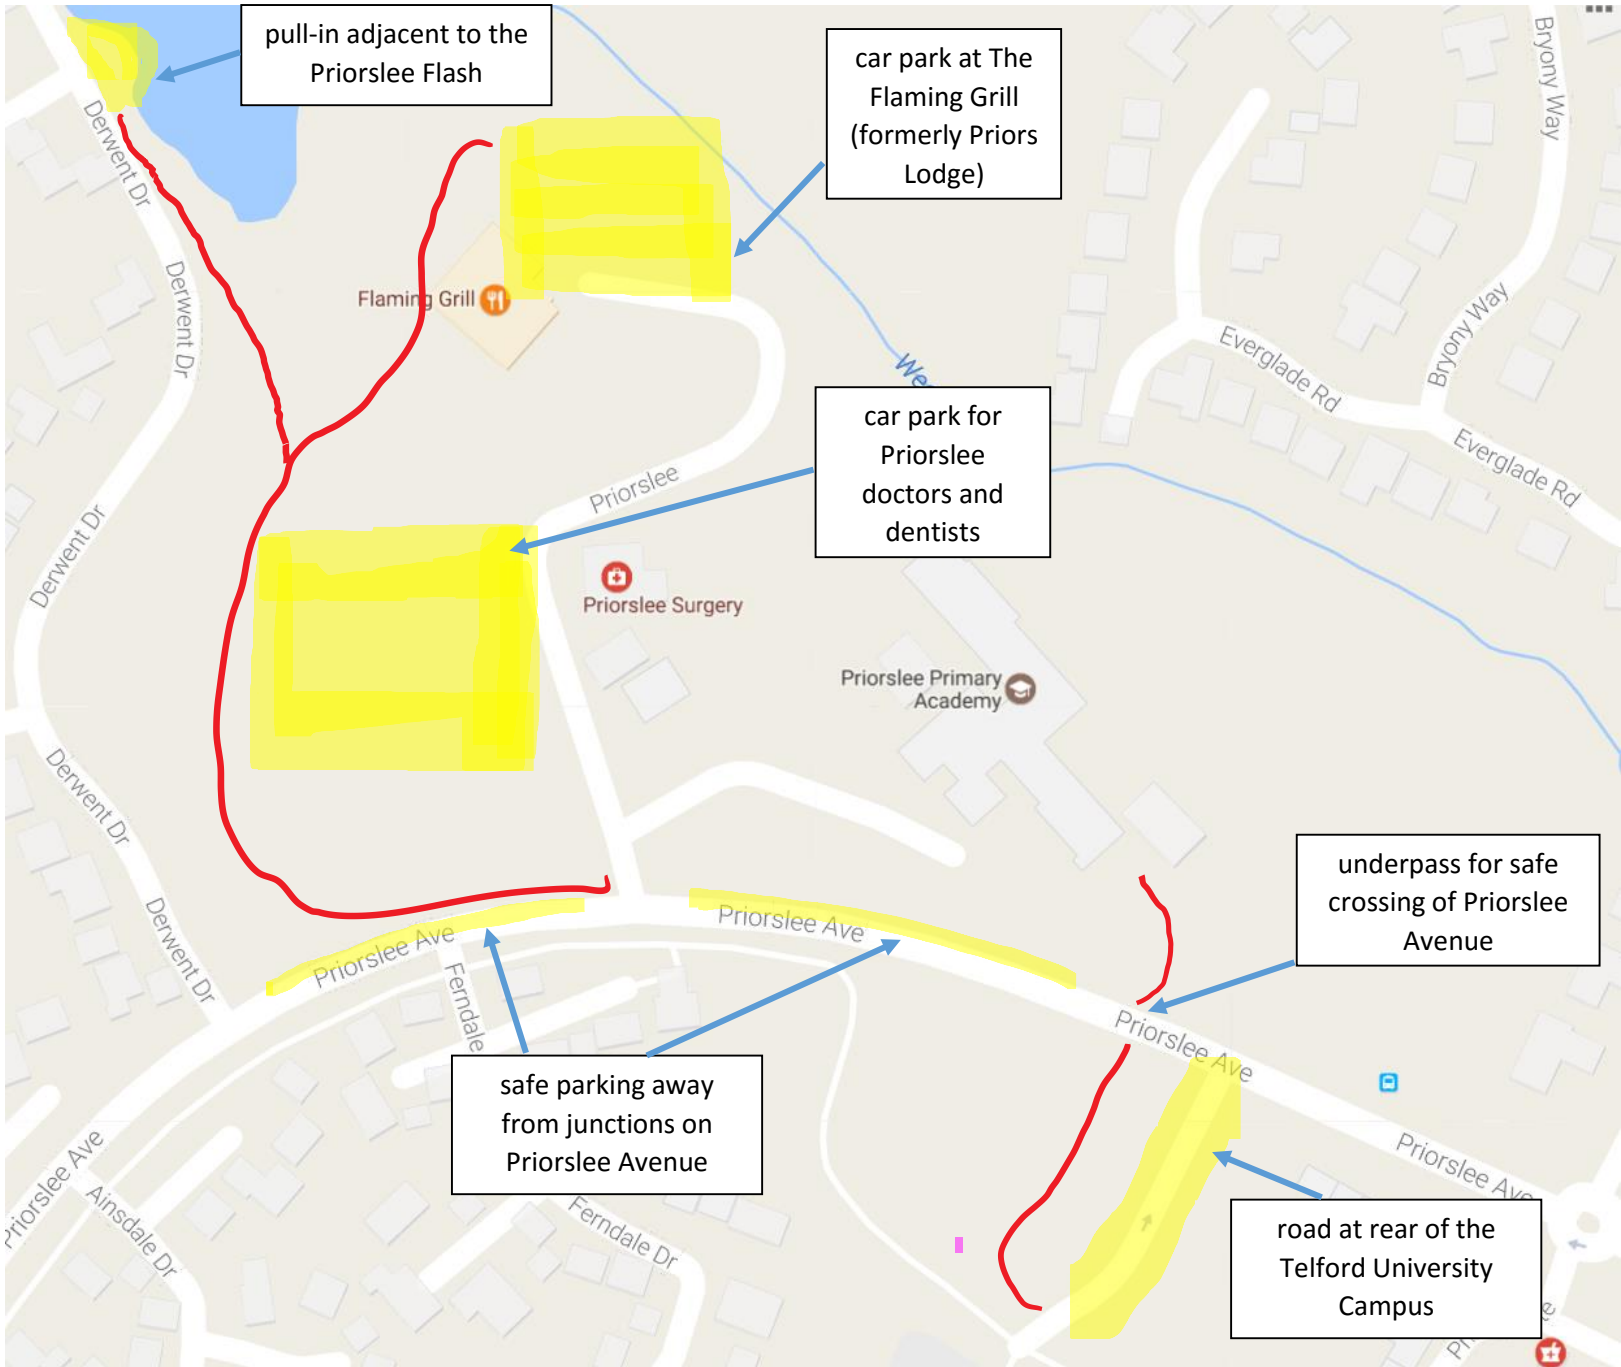 pull-in adjacent to the
Priorslee Flash
car park at The
Flaming Grill
(formerly Priors
Lodge)
Bryony Way
Bryony Way
Derwent Dr
Derwent Dr
Flaming Grill
Everglade Rd
Bryony Way
Everglade Rd
car park for
Priorslee
doctors and
dentists
Priorslee
Derwent Dr
Priorslee Surgery
Priorslee Primary
Academy
Derwent Dr
underpass for safe
crossing of Priorslee
Avenue
Derwent Dr
Priorslee Ave
Priorslee Ave
Ferndale
Priorslee Ave
safe parking away
from junctions on
Priorslee Avenue
Priorslee Ave
Priorslee Ave
Ainsdale Dr
Ferndale Dr
road at rear of the
Telford University
Campus